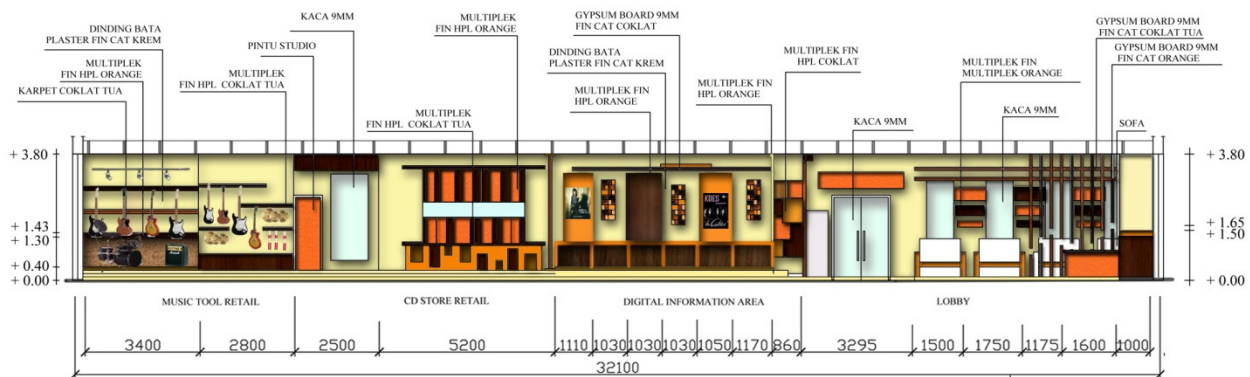 KACA 9MM
MULTIPLEK
FIN HPL ORANGE
GYPSUM BOARD 9MM
FIN CAT COKLAT
GYPSUM BOARD 9MM
FIN CAT COKLAT TUA
DINDING BATA
PLASTER FIN CAT KREM
PINTU STUDIO
DINDING BATA
PLASTER FIN CAT KREM
MULTIPLEK FIN
HPL COKLAT
GYPSUM BOARD 9MM
FIN CAT ORANGE
MULTIPLEK
FIN HPL ORANGE
MULTIPLEK
FIN HPL COKLAT TUA
MULTIPLEK FIN
HPL ORANGE
MULTIPLEK FIN
HPL ORANGE
MULTIPLEK FIN
MULTIPLEK ORANGE
KARPET COKLAT TUA
MULTIPLEK
FIN HPL COKLAT TUA
KACA 9MM
KACA 9MM
SOFA
+ 3.80
+ 1.43
+ 1.30
+ 0.40
+ 0.00
KOES
+ 3.80
+ 1.65
+ 1.50
+ 0.00
MUSIC TOOL RETAIL
CD STORE RETAIL
DIGITAL INFORMATION AREA
LOBBY
3400 2800 2500 5200 1110 1030 1030 1030 1050 1170 860 3295 1500 1750 1175 1600 1000
32100